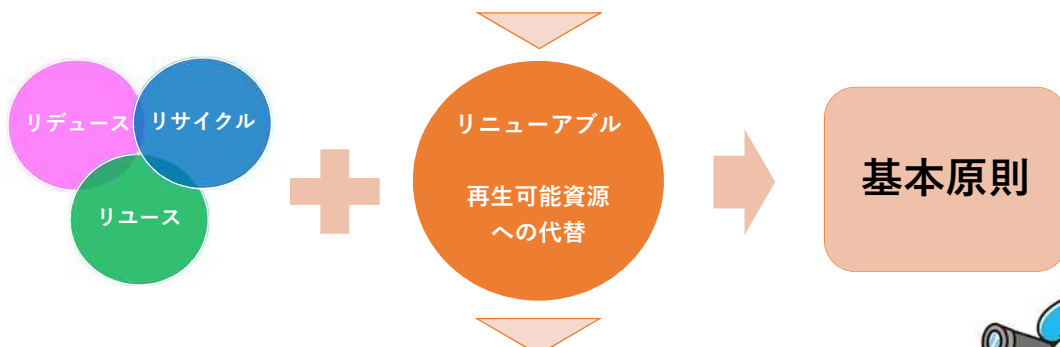 リデュース
リサイクル
リユース
リニューアブル
再生可能資源
への代替
基本原則